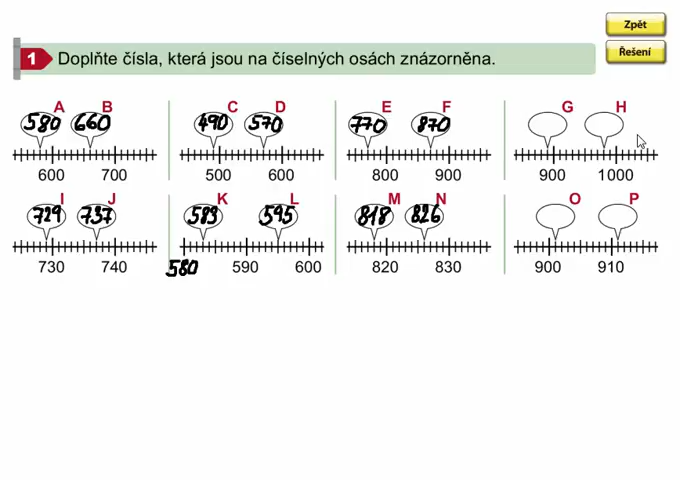 Zpět
1 Doplňte čísla, která jsou na číselných osách znázorněna.
Řešení
A B C D E F G H
580 660 490 570 770 870
600 700 500 600 800 900 900 1000
I J K L M N O P
729 737 583 595 818 826
730 740 580 590 600 820 830 900 910